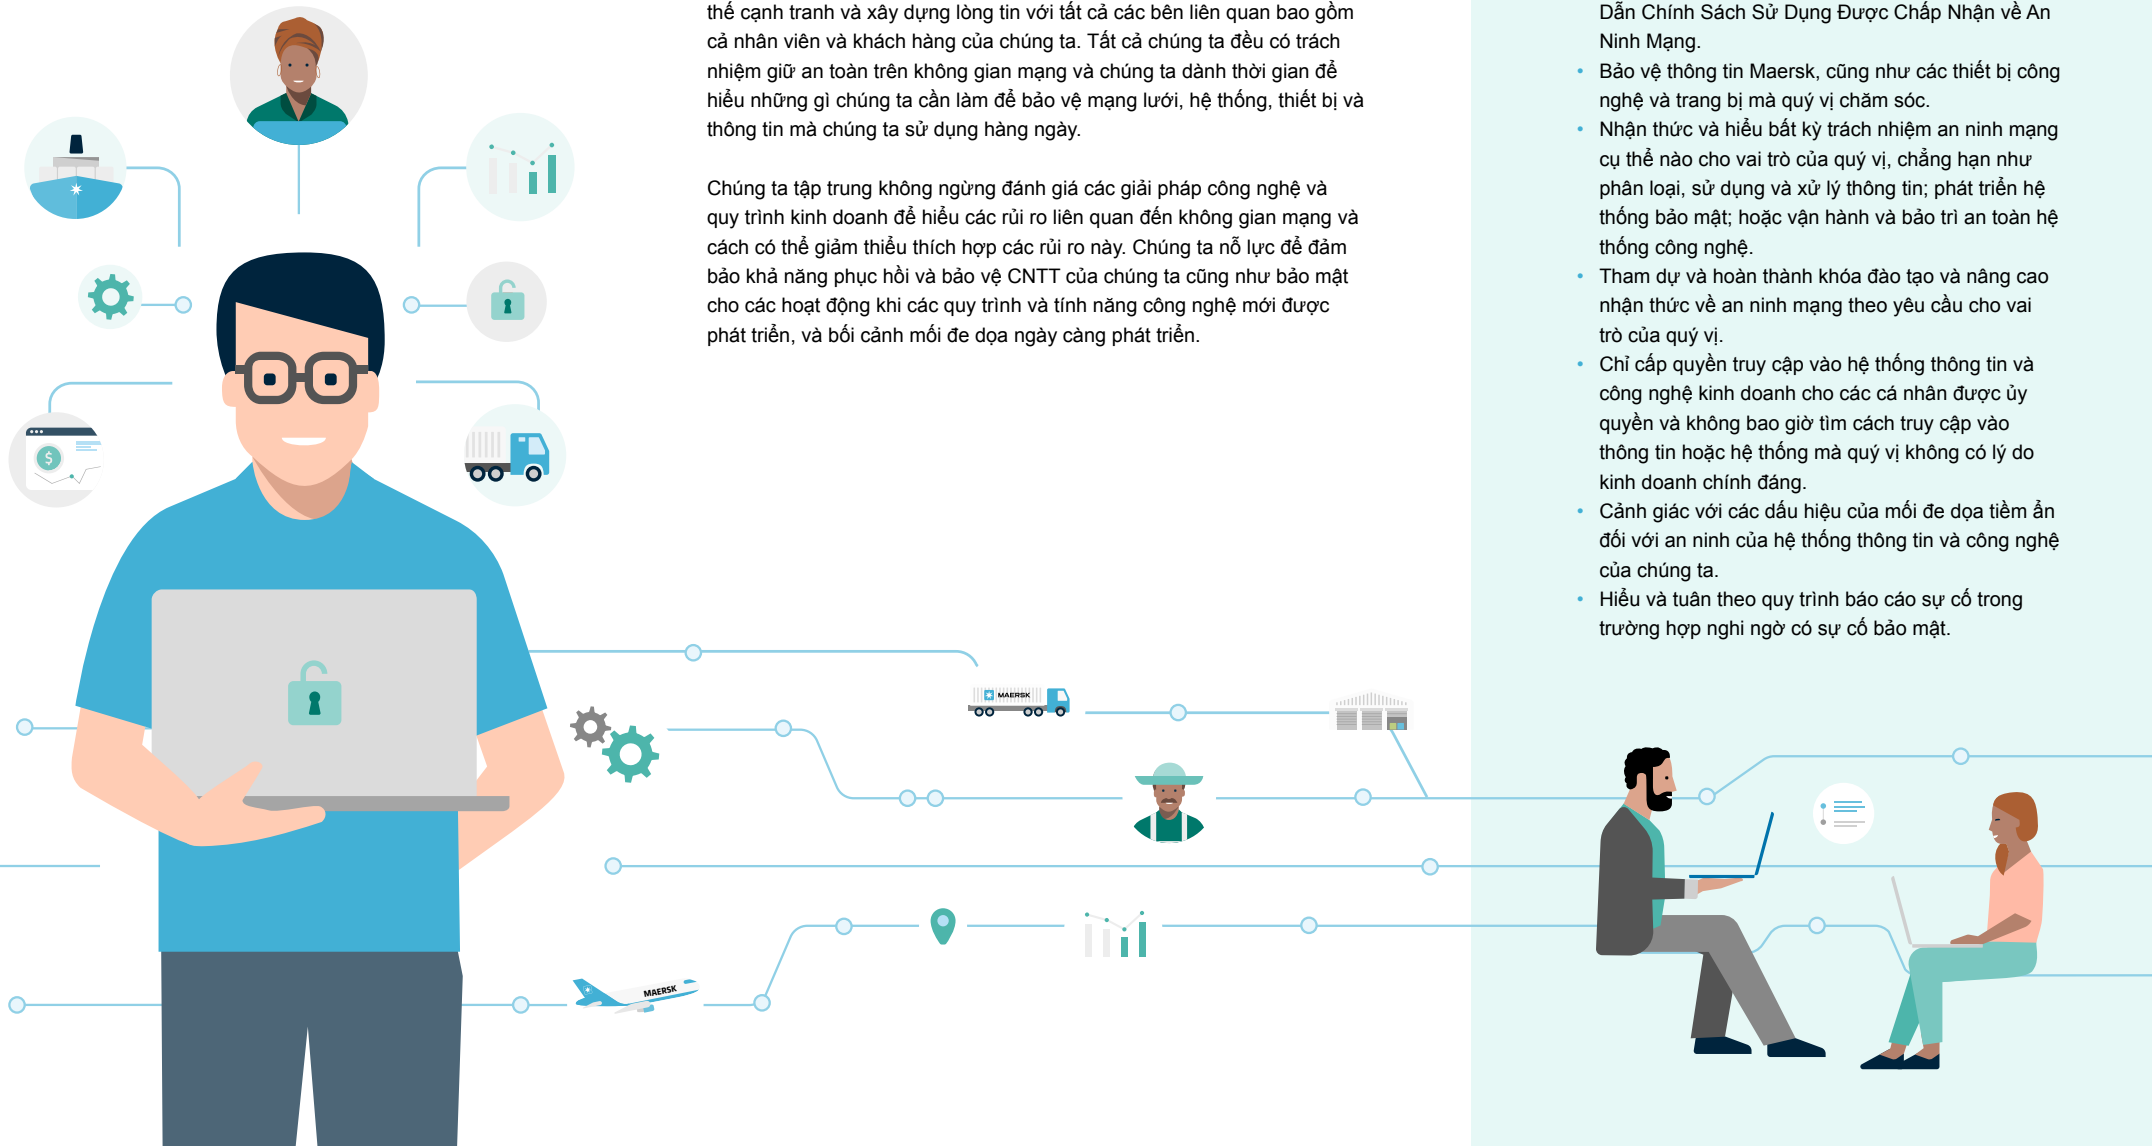 thế cạnh tranh và xây dựng lòng tin với tất cả các bên liên quan bao gồm
cả nhân viên và khách hàng của chúng ta. Tất cả chúng ta đều có trách
nhiệm giữ an toàn trên không gian mạng và chúng ta dành thời gian để
hiểu những gì chúng ta cần làm để bảo vệ mạng lưới, hệ thống, thiết bị và
thông tin mà chúng ta sử dụng hàng ngày.
Chúng ta tập trung không ngừng đánh giá các giải pháp công nghệ và
quy trình kinh doanh để hiểu các rủi ro liên quan đến không gian mạng và
cách có thể giảm thiểu thích hợp các rủi ro này. Chúng ta nỗ lực để đảm
bảo khả năng phục hồi và bảo vệ CNTT của chúng ta cũng như bảo mật
cho các hoạt động khi các quy trình và tính năng công nghệ mới được
phát triển, và bối cảnh mối đe dọa ngày càng phát triển.
Dẫn Chính Sách Sử Dụng Được Chấp Nhận về An
Ninh Mạng.
• Bảo vệ thông tin Maersk, cũng như các thiết bị công
nghệ và trang bị mà quý vị chăm sóc.
• Nhận thức và hiểu bất kỳ trách nhiệm an ninh mạng
cụ thể nào cho vai trò của quý vị, chẳng hạn như
phân loại, sử dụng và xử lý thông tin; phát triển hệ
thống bảo mật; hoặc vận hành và bảo trì an toàn hệ
thống công nghệ.
• Tham dự và hoàn thành khóa đào tạo và nâng cao
nhận thức về an ninh mạng theo yêu cầu cho vai
trò của quý vị.
• Chỉ cấp quyền truy cập vào hệ thống thông tin và
công nghệ kinh doanh cho các cá nhân được ủy
quyền và không bao giờ tìm cách truy cập vào
thông tin hoặc hệ thống mà quý vị không có lý do
kinh doanh chính đáng.
• Cảnh giác với các dấu hiệu của mối đe dọa tiềm ẩn
đối với an ninh của hệ thống thông tin và công nghệ
của chúng ta.
• Hiểu và tuân theo quy trình báo cáo sự cố trong
trường hợp nghi ngờ có sự cố bảo mật.
$
MAERSK
MAERSK